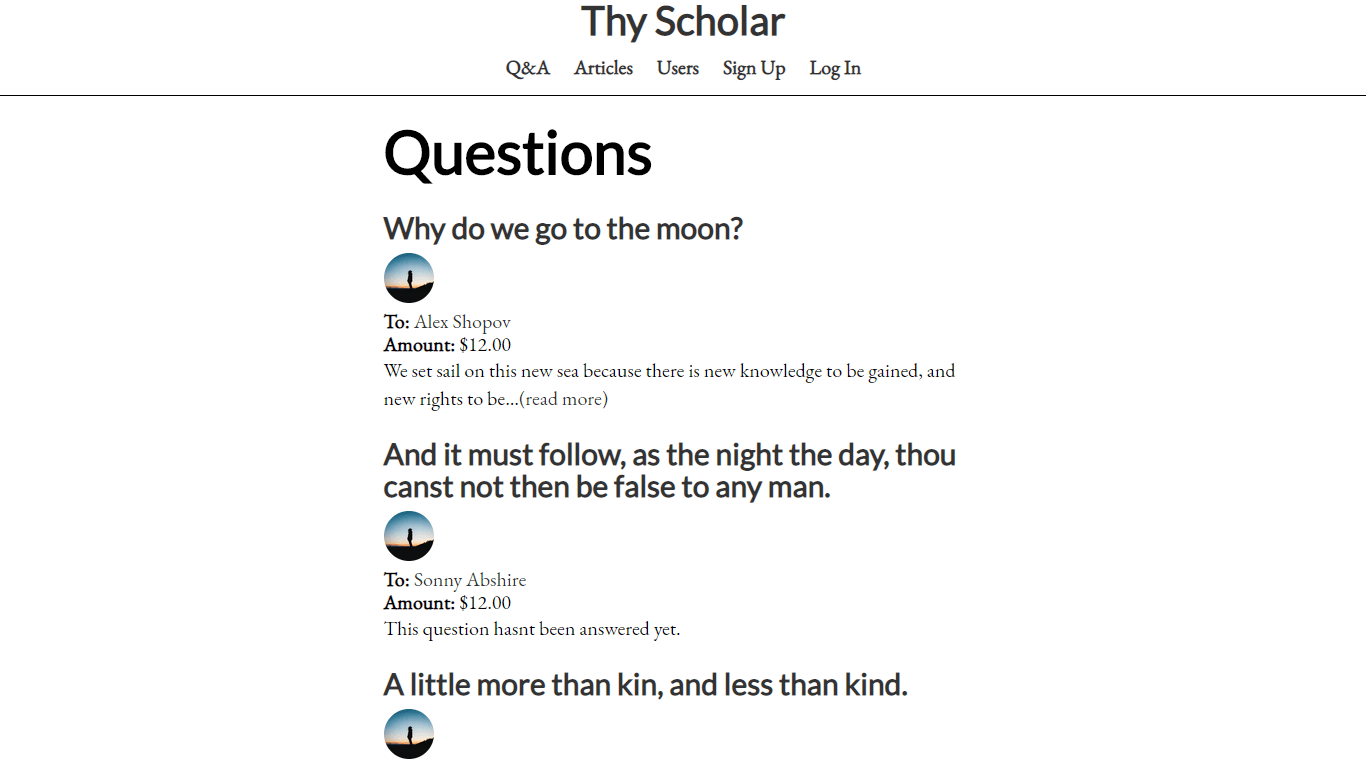 Thy Scholar
Q&A Articles Users Sign Up Log In
Questions
Why do we go to the moon?
To: Alex Shopov
Amount: $12.00
We set sail on this new sea because there is new knowledge to be gained, and
new rights to be...(read more)
And it must follow, as the night the day, thou
canst not then be false to any man.
To: Sonny Abshire
Amount: $12.00
This question hasnt been answered yet.
A little more than kin, and less than kind.